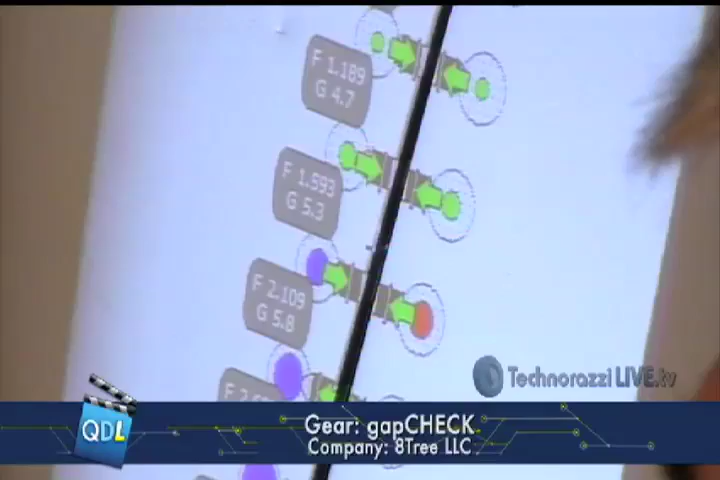 F 1.189
G 4.7
F 1.593
G 5.3
F 2.109
G 5.8
Technorazzi LIVE.tv
QDL
Gear: gapCHECK
Company: 8Tree LLC